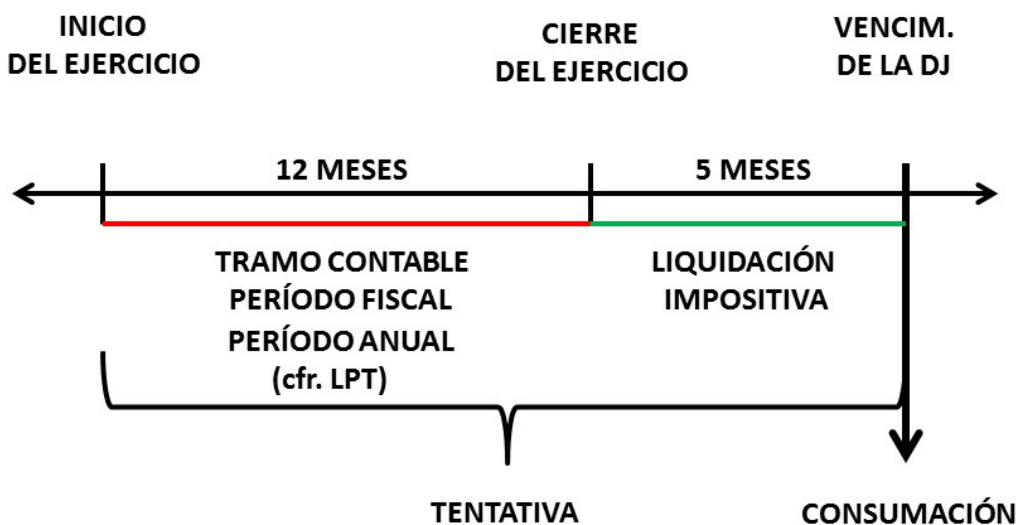 INICIO
DEL EJERCICIO
CIERRE
DEL EJERCICIO
VENCIM.
DE LA DJ
12 MESES
5 MESES
TRAMO CONTABLE
PERÍODO FISCAL
PERÍODO ANUAL
(cfr. LPT)
LIQUIDACIÓN
IMPOSITIVA
TENTATIVA
CONSUMACIÓN